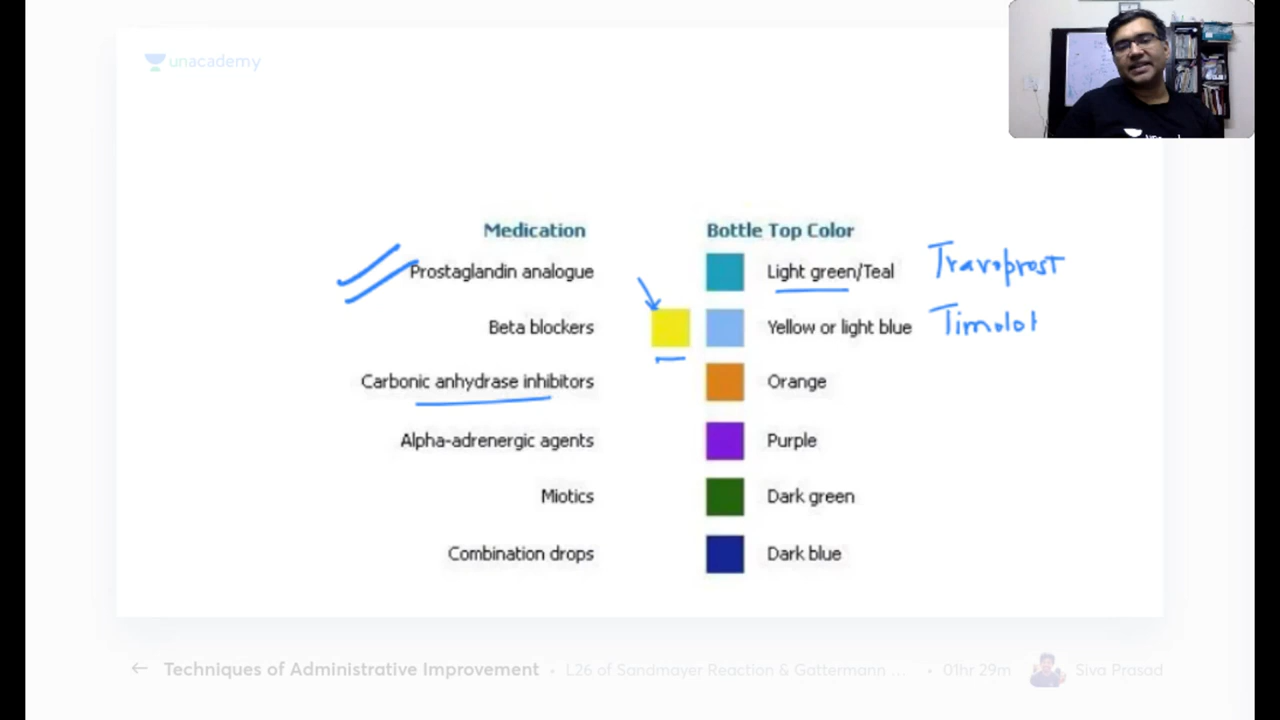 unacademy
Medication Bottle Top Color
Prostaglandin analogue Light green/Teal Travoprost
Beta blockers Yellow or light blue Timolol
Carbonic anhydrase inhibitors Orange
Alpha-adrenergic agents Purple
Miotics Dark green
Combination drops Dark blue
← Techniques of Administrative Improvement • L26 of Sandmayer Reaction & Gattermann ... • 01hr 29m Siva Prasad